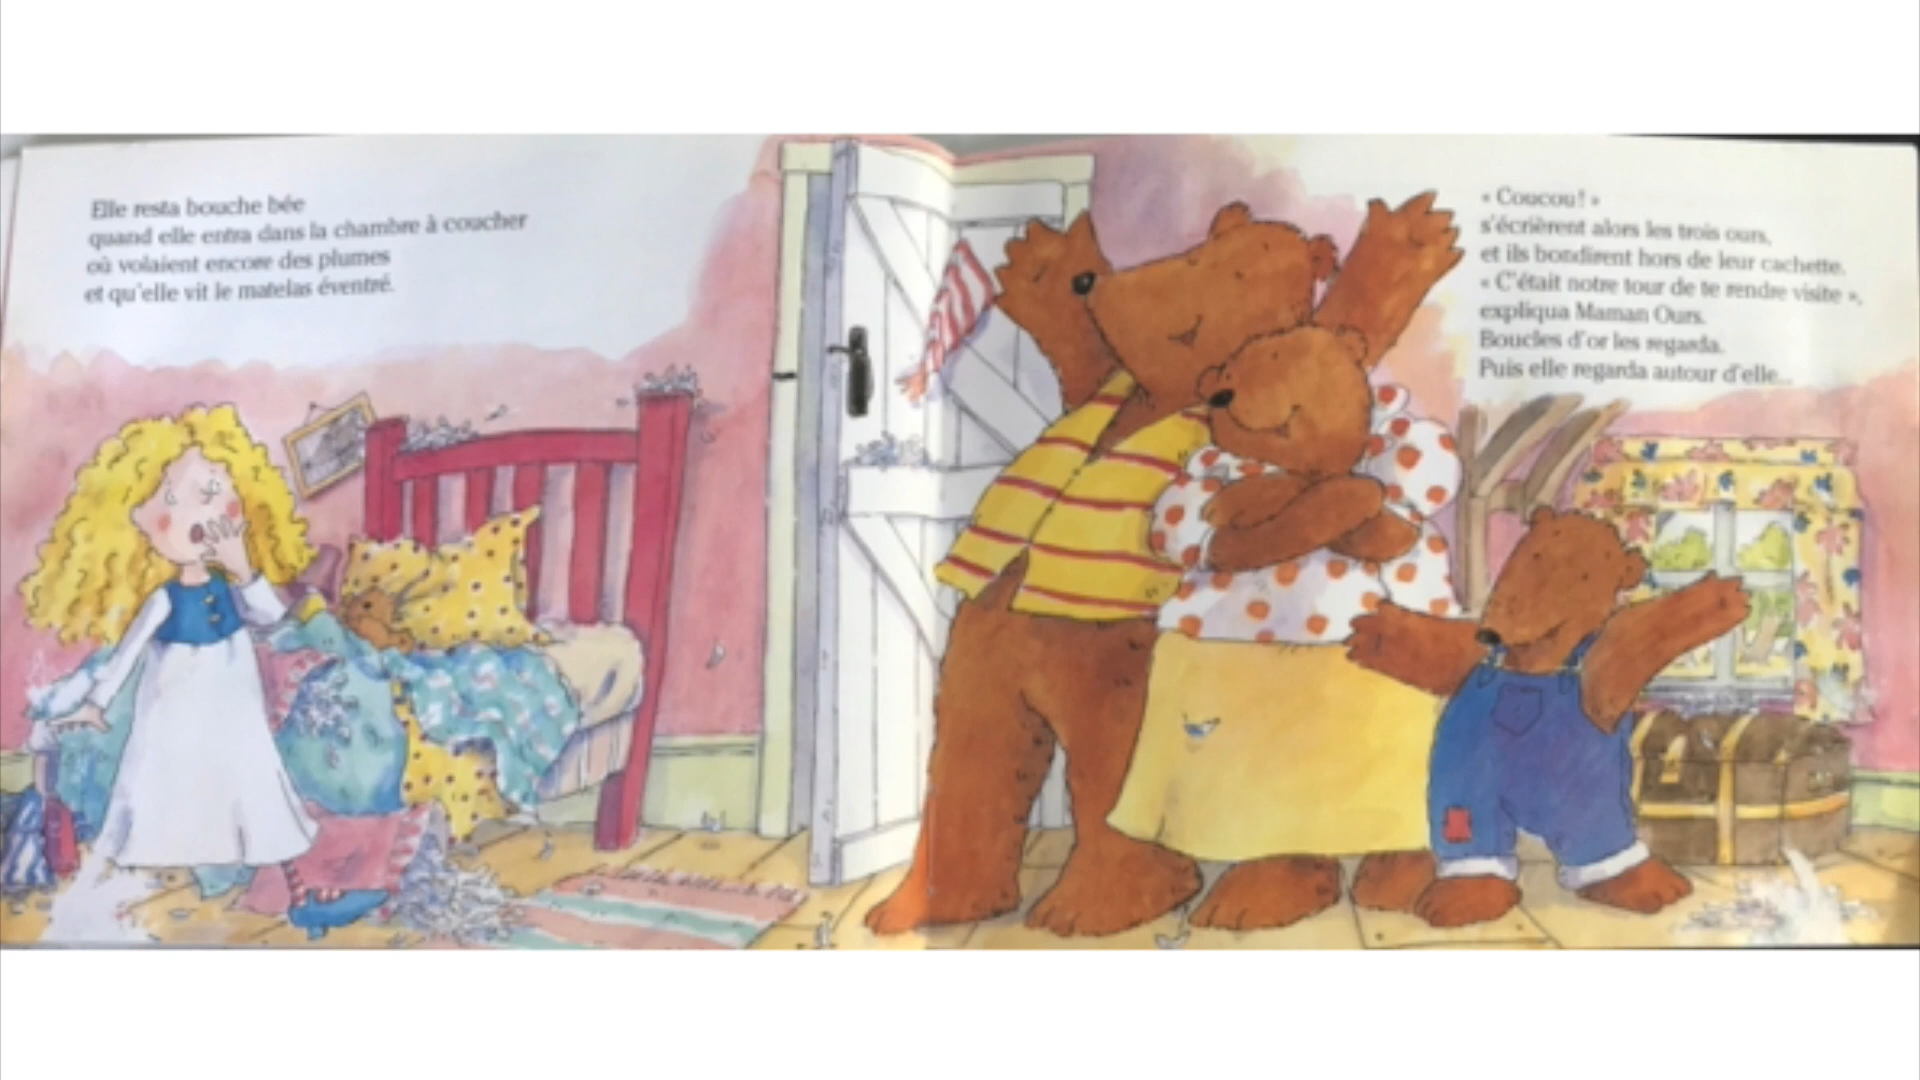 Elle resta bouche bée
quand elle entra dans la chambre à coucher
où volaient encore des plumes
et qu'elle vit le matelas éventré.
« Coucou! »
s'écrièrent alors les trois ours,
et ils bondirent hors de leur cachette.
« C'était notre tour de te rendre visite »,
expliqua Maman Ours.
Boucles d'or les regarda.
Puis elle regarda autour d'elle...